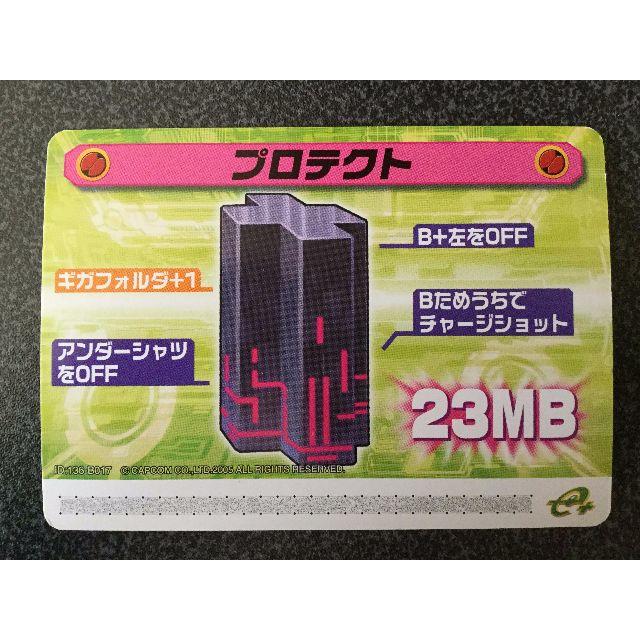 プロテクト
B+左をOFF
ギガフォルダ+1
Bためうちで
チャージショット
アンダーシャツ
をOFF
23MB
ID:136-B017 © CAPCOM CO.,LTD.2005 ALL RIGHTS RESERVED.
e+